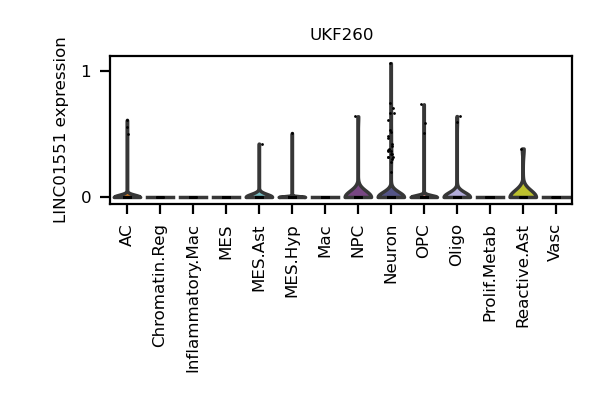 UKF260
LINC01551 expression
1
0
AC
Chromatin.Reg
Inflammatory.Mac
MES
MES.Ast
MES.Hyp
Mac
NPC
Neuron
OPC
Oligo
Prolif.Metab
Reactive.Ast
Vasc